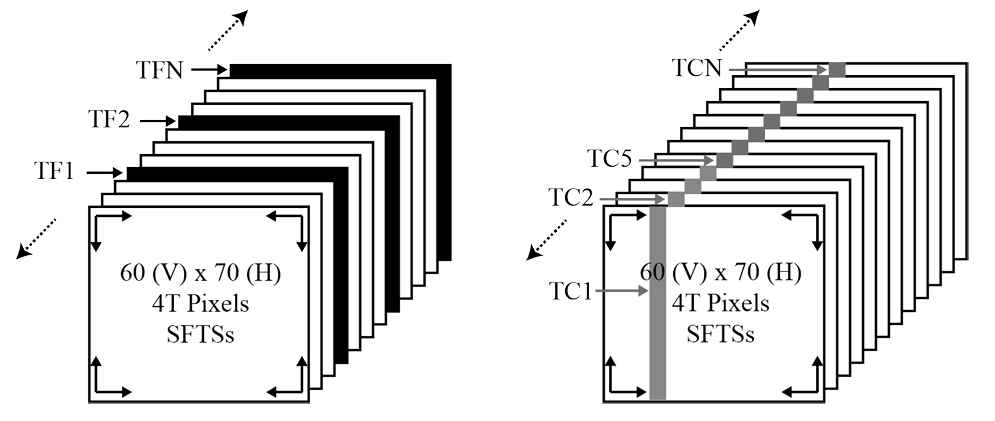 TFN
TF2
TF1
60 (V) x 70 (H)
4T Pixels
SFTSs
TCN
TC5
TC2
TC1
60 (V) x 70 (H)
4T Pixels
SFTSs